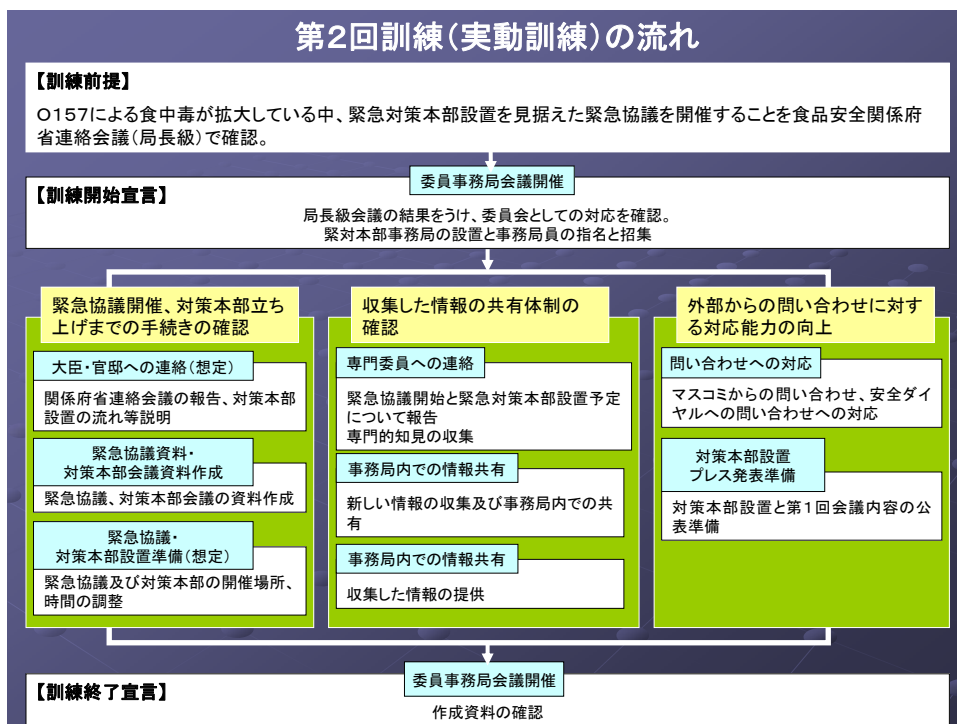 第2回訓練(実動訓練)の流れ
【訓練前提】
O157による食中毒が拡大している中、緊急対策本部設置を見据えた緊急協議を開催することを食品安全関係府
省連絡会議(局長級)で確認。
委員事務局会議開催
【訓練開始宣言】
局長級会議の結果をうけ、委員会としての対応を確認。
緊対本部事務局の設置と事務局員の指名と招集
緊急協議開催、対策本部立ち
上げまでの手続きの確認
大臣・官邸への連絡(想定)
関係府省連絡会議の報告、対策本部
設置の流れ等説明
緊急協議資料・
対策本部会議資料作成
緊急協議、対策本部会議の資料作成
緊急協議・
対策本部設置準備(想定)
緊急協議及び対策本部の開催場所、
時間の調整
収集した情報の共有体制の
確認
専門委員への連絡
緊急協議開始と緊急対策本部設置予定
について報告
専門的知見の収集
事務局内での情報共有
新しい情報の収集及び事務局内での共
有
事務局内での情報共有
収集した情報の提供
外部からの問い合わせに対す
る対応能力の向上
問い合わせへの対応
マスコミからの問い合わせ、安全ダイ
ヤルへの問い合わせへの対応
対策本部設置
プレス発表準備
対策本部設置と第1回会議内容の公
表準備
委員事務局会議開催
【訓練終了宣言】
作成資料の確認